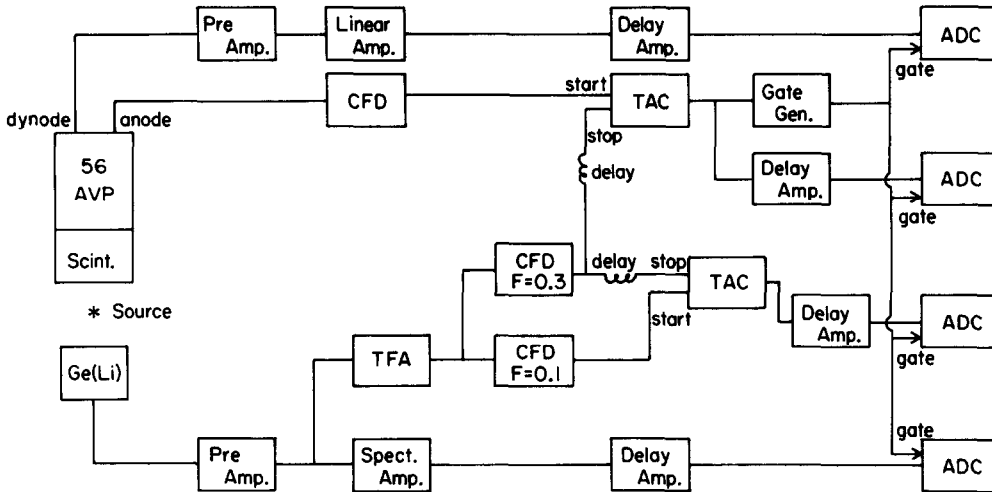 Pre
Amp.
Linear
Amp.
Delay
Amp.
ADC
gate
start
dynode
anode
CFD
TAC
Gate
Gen.
stop
56
AVP
delay
Delay
Amp.
ADC
gate
Scint.
CFD
F=0.3
delay
stop
TAC
* Source
start
Delay
Amp.
ADC
gate
TFA
CFD
F=0.1
Ge(Li)
gate
Pre
Amp.
Spect.
Amp.
Delay
Amp.
ADC